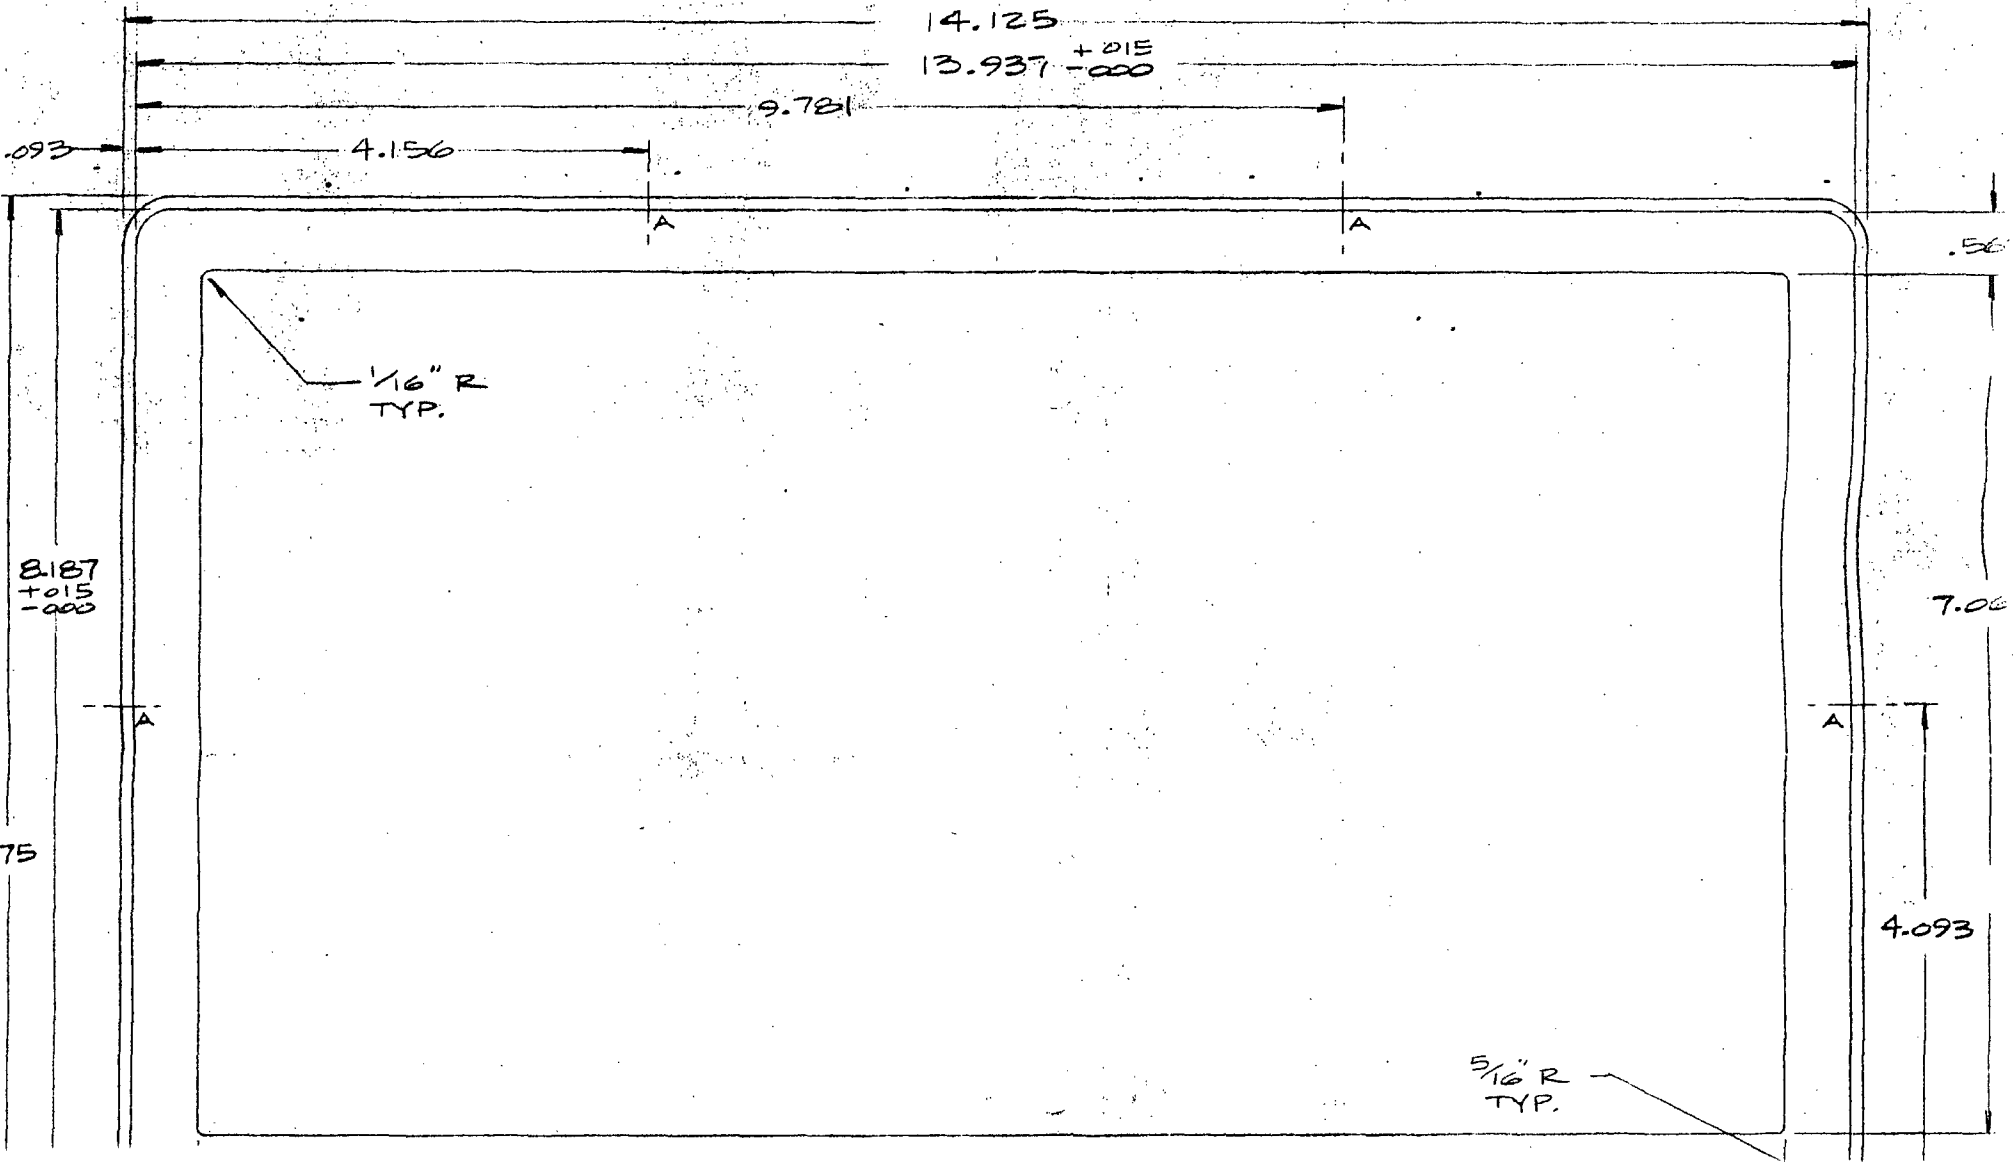 14.125
13.937 +015 -000
9.781
.093
4.156
A
A
.56
1/16" R
TYP.
8.187
+015
-000
7.06
A
A
75
4.093
5/16" R
TYP.